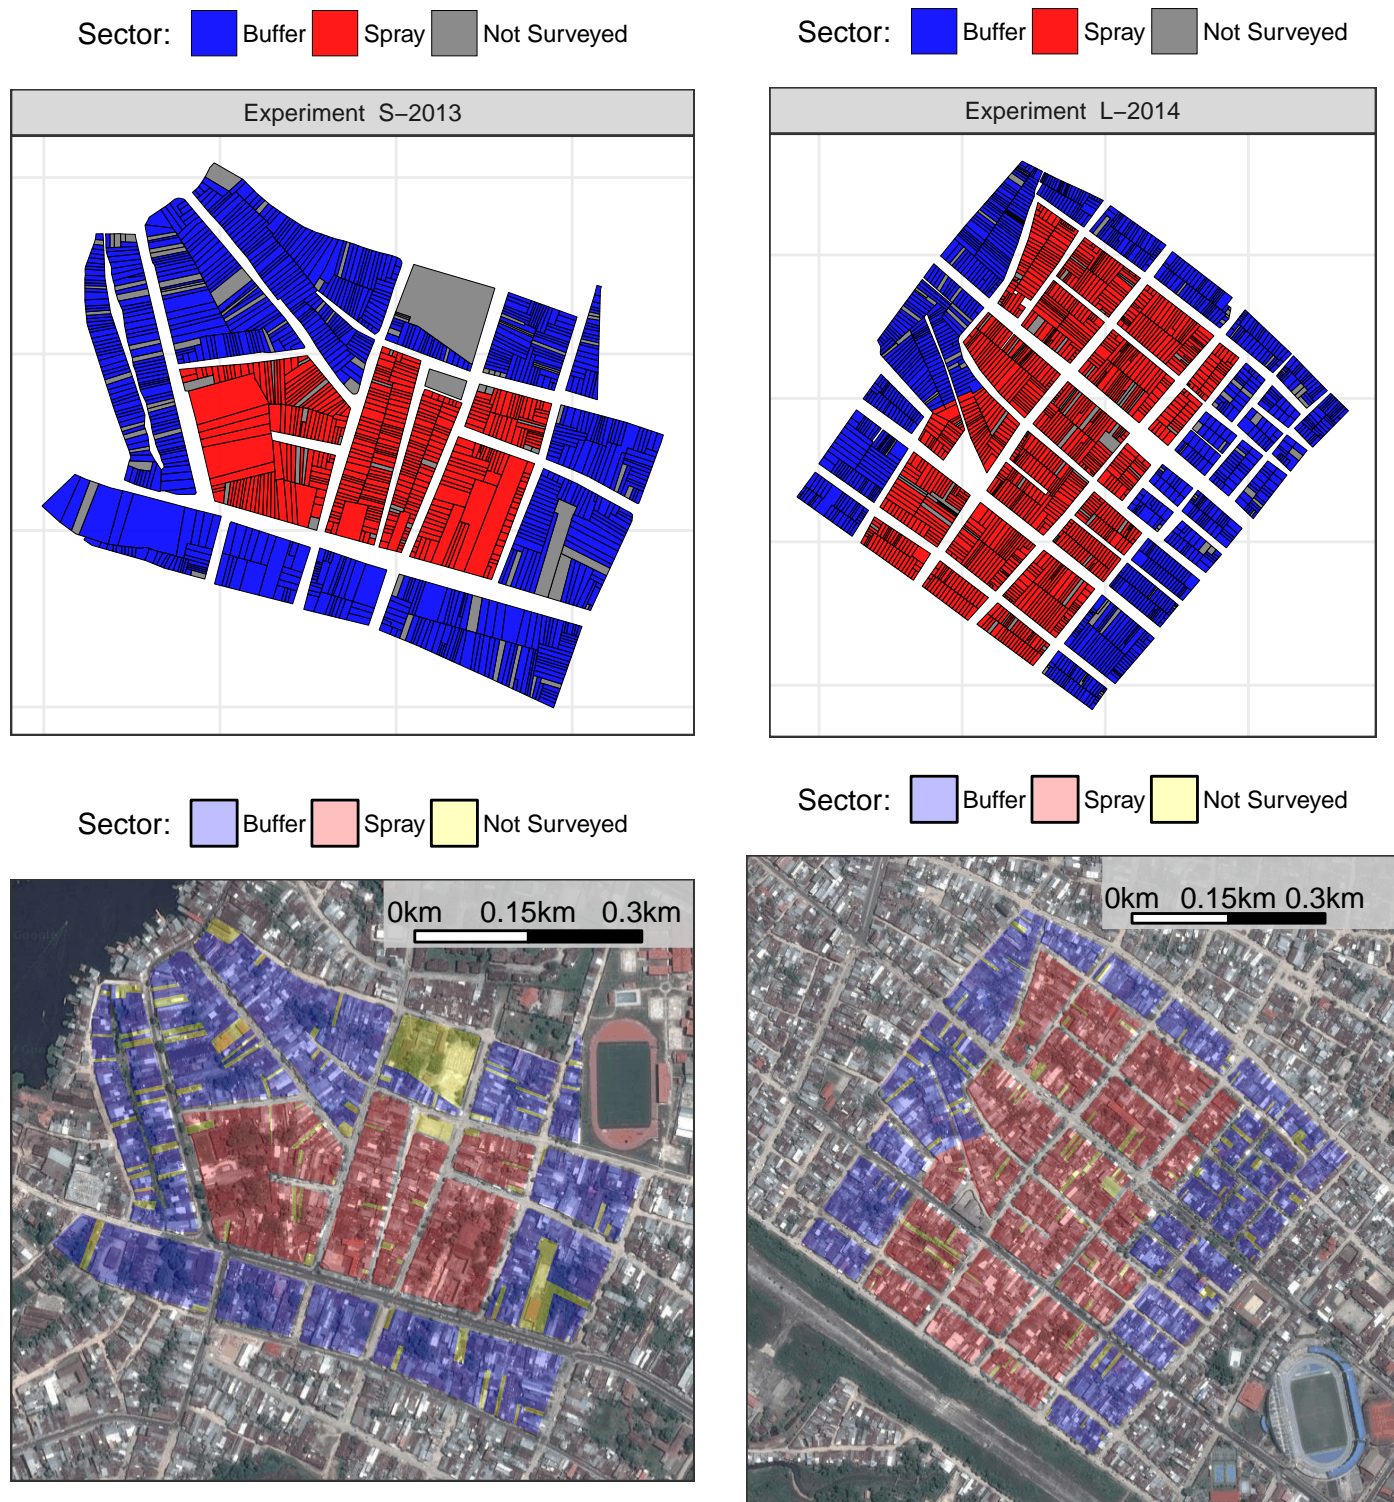 Sector: Buffer Spray Not Surveyed
Sector: Buffer Spray Not Surveyed
Experiment S−2013
Experiment L−2014
Sector: Buffer Spray Not Surveyed
Sector: Buffer Spray Not Surveyed
0km 0.15km 0.3km
0km 0.15km 0.3km
Google